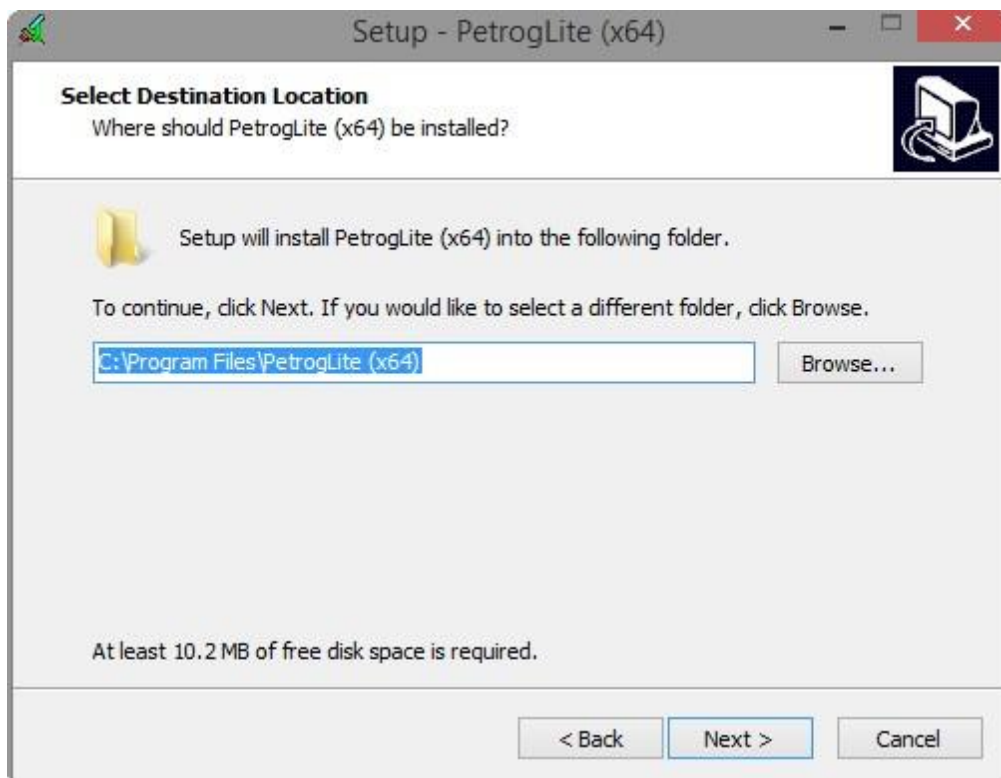 Setup - PetrogLite (x64)
Select Destination Location
Where should PetrogLite (x64) be installed?
Setup will install PetrogLite (x64) into the following folder.
To continue, click Next. If you would like to select a different folder, click Browse.
C:\Program Files\PetrogLite (x64)
Browse...
At least 10.2 MB of free disk space is required.
< Back
Next >
Cancel